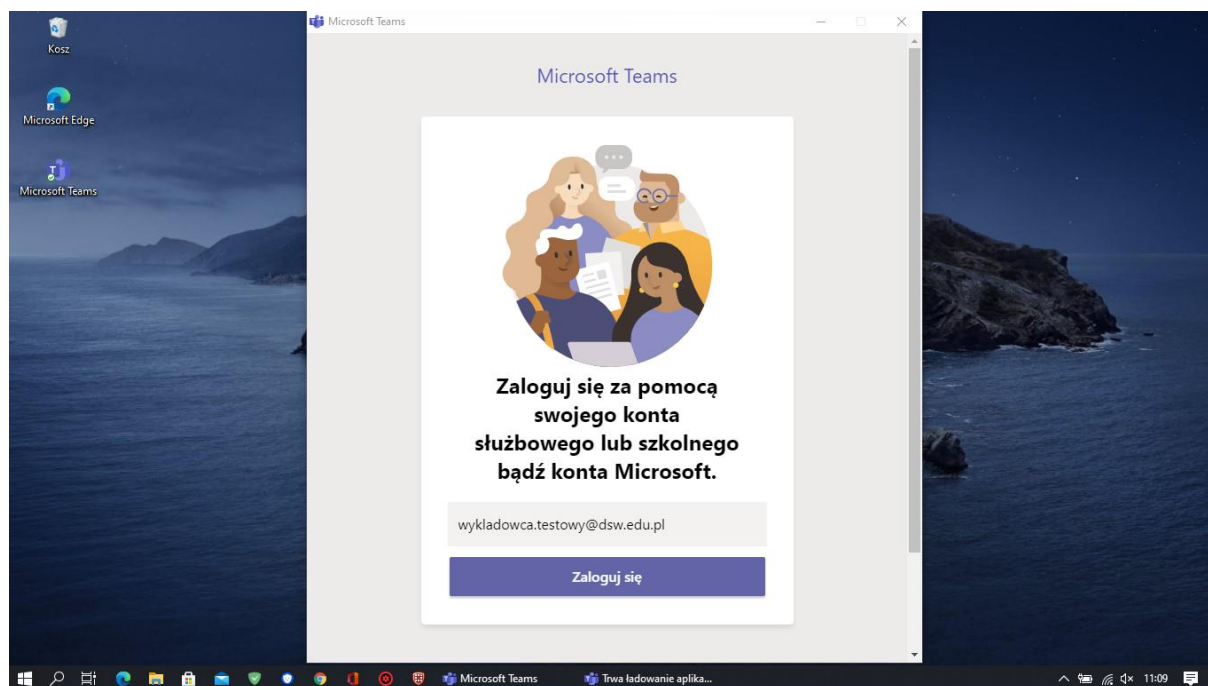 Kosz
Microsoft Edge
Microsoft Teams
Microsoft Teams
Microsoft Teams
Zaloguj się za pomocą
swojego konta
służbowego lub szkolnego
bądź konta Microsoft.
wykladowca.testowy@dsw.edu.pl
Zaloguj się
Microsoft Teams
Trwa ładowanie aplika...
11:09